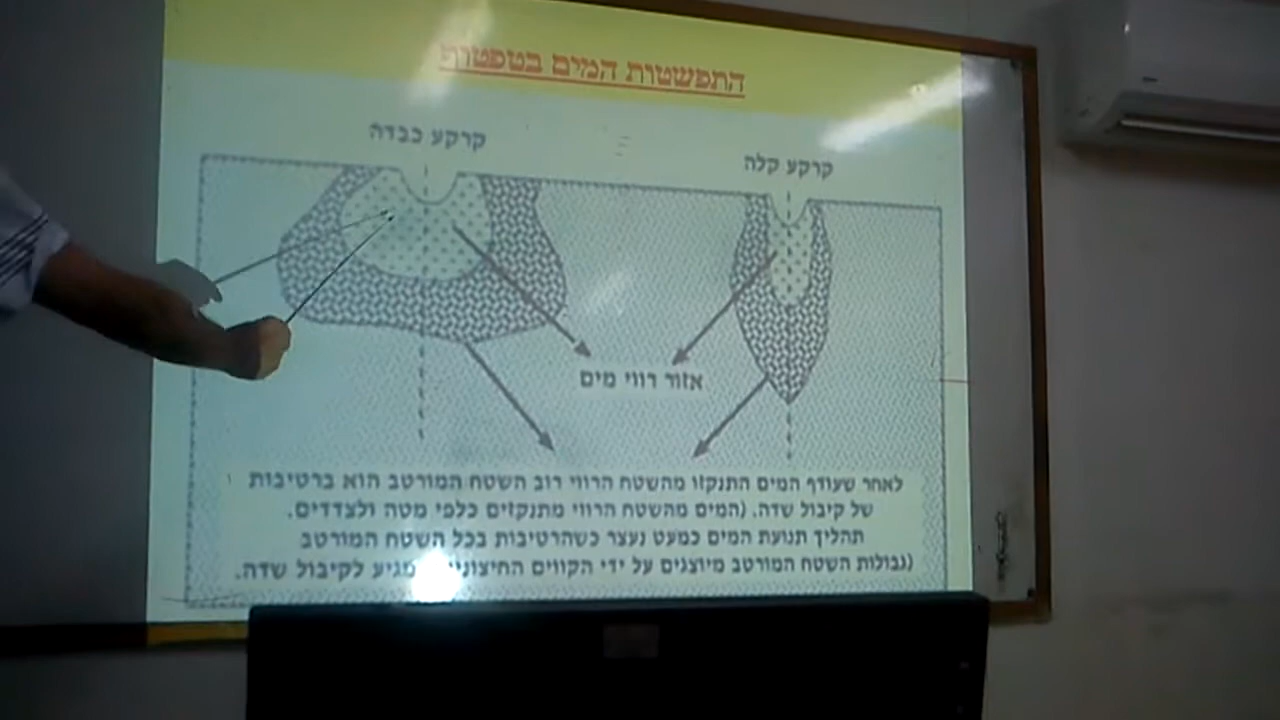 התפשטות המים בטפטוף
קרקע כבדה
קרקע קלה
אזור רווי מים
לאחר שעודף המים התנקזו מהשטח הרווי רוב השטח המורטב הוא ברטיבות
של קיבול שדה. (המים מהשטח הרווי מתנקזים כלפי מטה ולצדדים.
תהליך תנועת המים כמעט נעצר כשהרטיבות בכל השטח המורטב
(גבולות השטח המורטב מיוצגים על ידי הקווים מגיע לקיבול שדה.